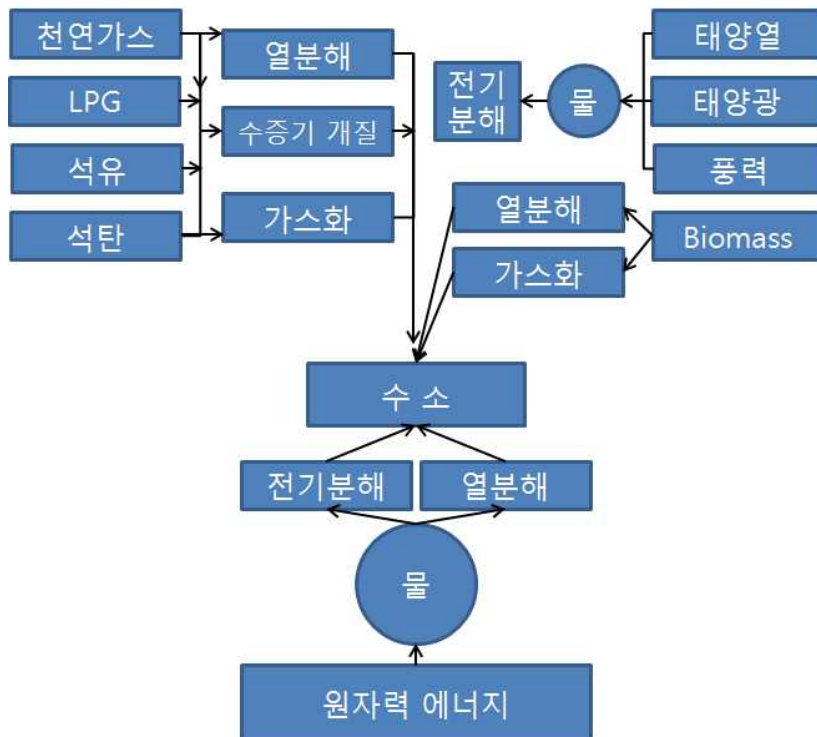 천연가스
LPG
석유
석탄
열분해
수증기 개질
가스화
전기
분해
물
태양열
태양광
풍력
Biomass
열분해
가스화
수 소
전기분해
열분해
물
원자력 에너지